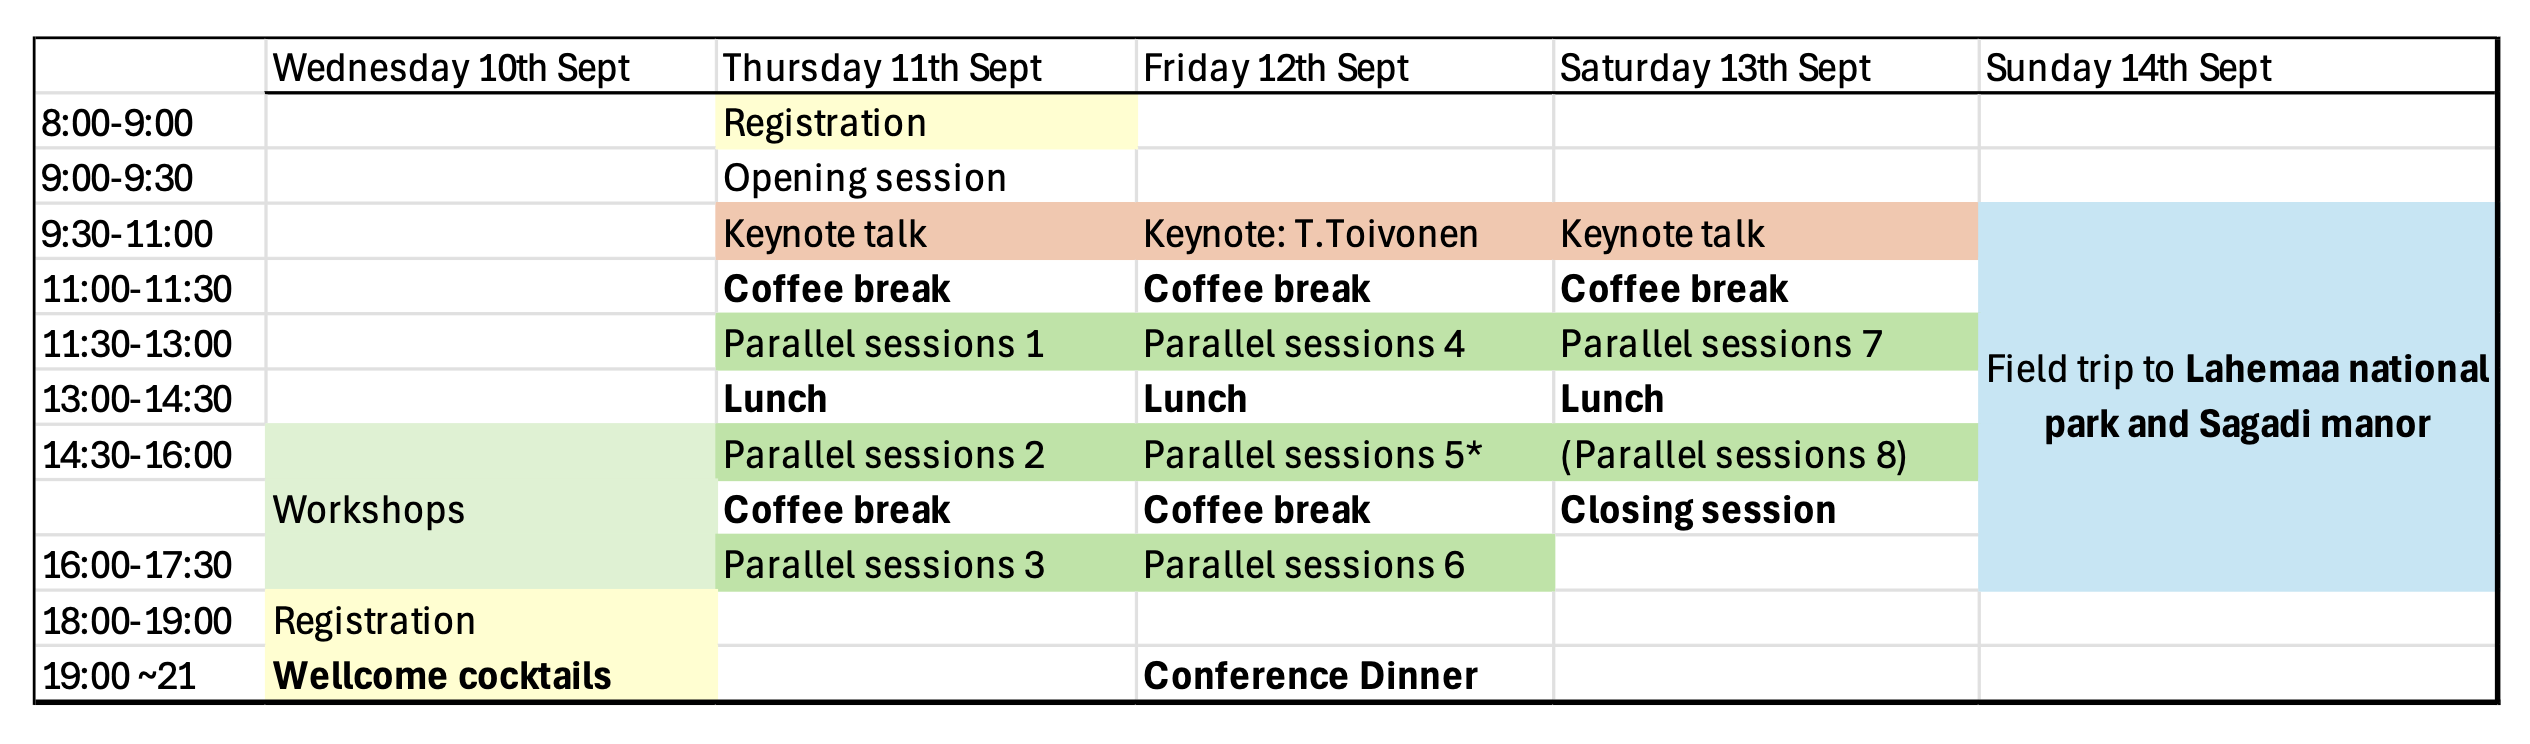 Wednesday 10th Sept Thursday 11th Sept Friday 12th Sept Saturday 13th Sept Sunday 14th Sept
8:00-9:00 Registration
9:00-9:30 Opening session
9:30-11:00 Keynote talk Keynote: T.Toivonen Keynote talk
11:00-11:30 Coffee break Coffee break Coffee break
11:30-13:00 Parallel sessions 1 Parallel sessions 4 Parallel sessions 7
Field trip to Lahemaa national
13:00-14:30 Lunch Lunch Lunch
park and Sagadi manor
14:30-16:00 Parallel sessions 2 Parallel sessions 5* (Parallel sessions 8)
Workshops Coffee break Coffee break Closing session
16:00-17:30 Parallel sessions 3 Parallel sessions 6
18:00-19:00 Registration
19:00 ~21 Wellcome cocktails Conference Dinner